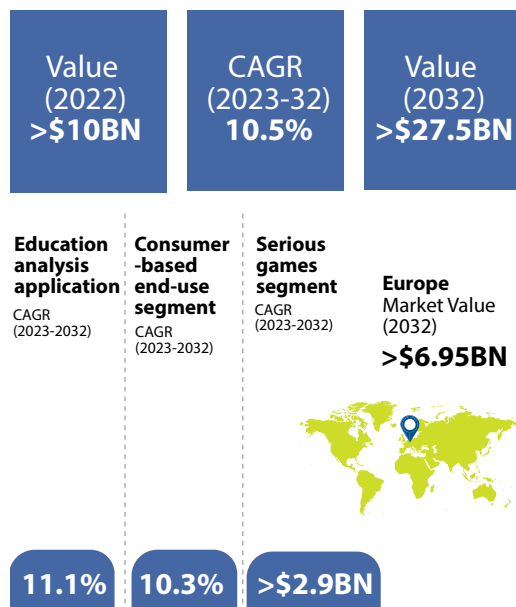 Value
(2022)
>$10BN
CAGR
(2023-32)
10.5%
Value
(2032)
>$27.5BN
Education
analysis
application
CAGR
(2023-2032)
11.1%
Consumer
-based
end-use
segment
CAGR
(2023-2032)
10.3%
Serious
games
segment
CAGR
(2023-2032)
>$2.9BN
Europe
Market Value
(2032)
>$6.95BN